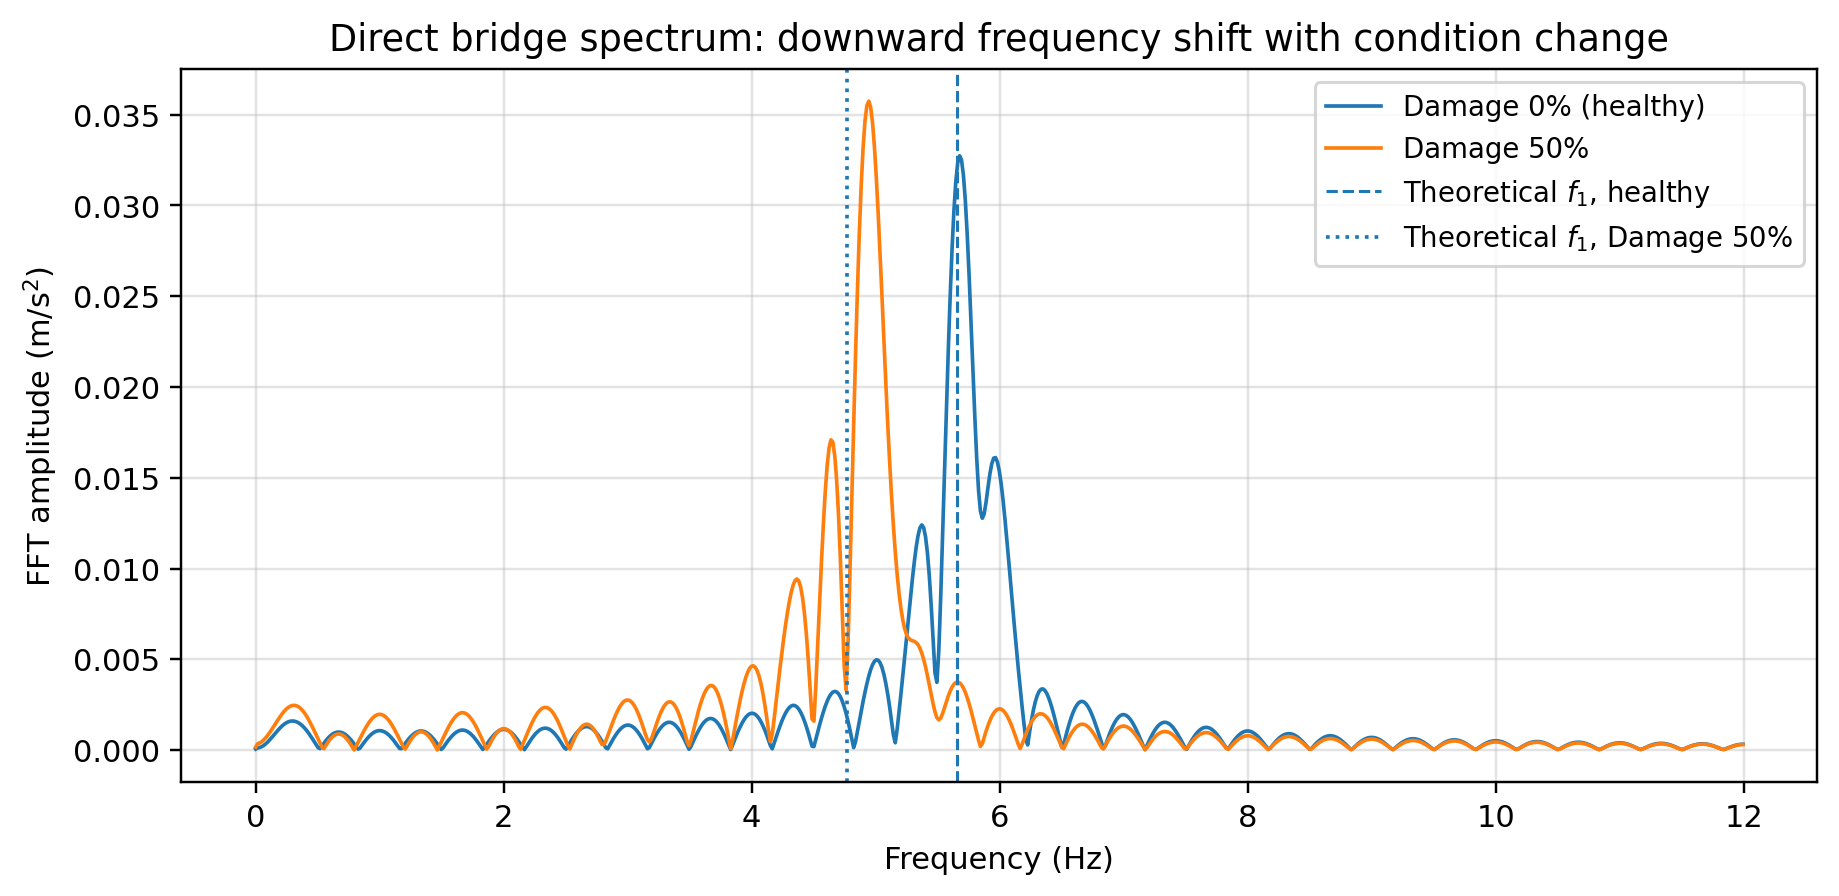 Direct bridge spectrum: downward frequency shift with condition change
FFT amplitude (m/s²)
0.035
0.030
0.025
0.020
0.015
0.010
0.005
0.000
Damage 0% (healthy)
Damage 50%
Theoretical f₁, healthy
Theoretical f₁, Damage 50%
0 2 4 6 8 10 12
Frequency (Hz)